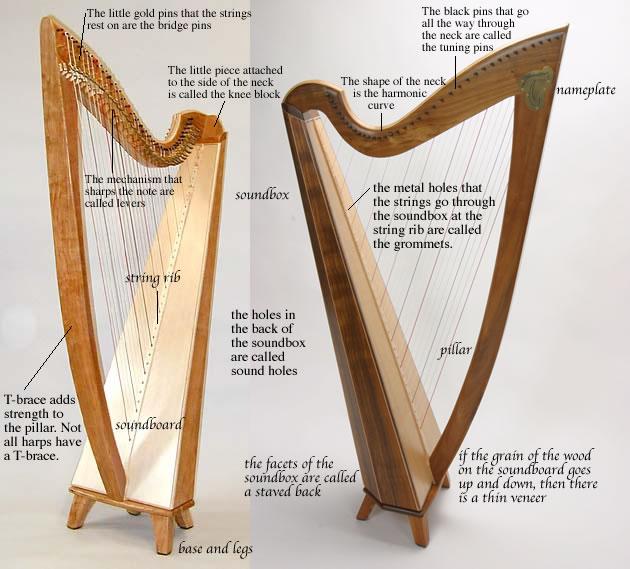 The little gold pins that the strings
rest on are the bridge pins
The black pins that go
all the way through
the neck are called
the tuning pins
The little piece attached
to the side of the neck
is called the knee block
The shape of the neck
is the harmonic
curve
nameplate
The mechanism that
sharps the note are
called levers
soundbox
the metal holes that
the strings go through
the soundbox at the
string rib are called
the grommets.
string rib
the holes in
the back of
the soundbox
are called
sound holes
pillar
T-brace adds
strength to
the pillar. Not
all harps have
a T-brace.
soundboard
the facets of the
soundbox are called
a staved back
if the grain of the wood
on the soundboard goes
up and down, then there
is a thin veneer
base and legs